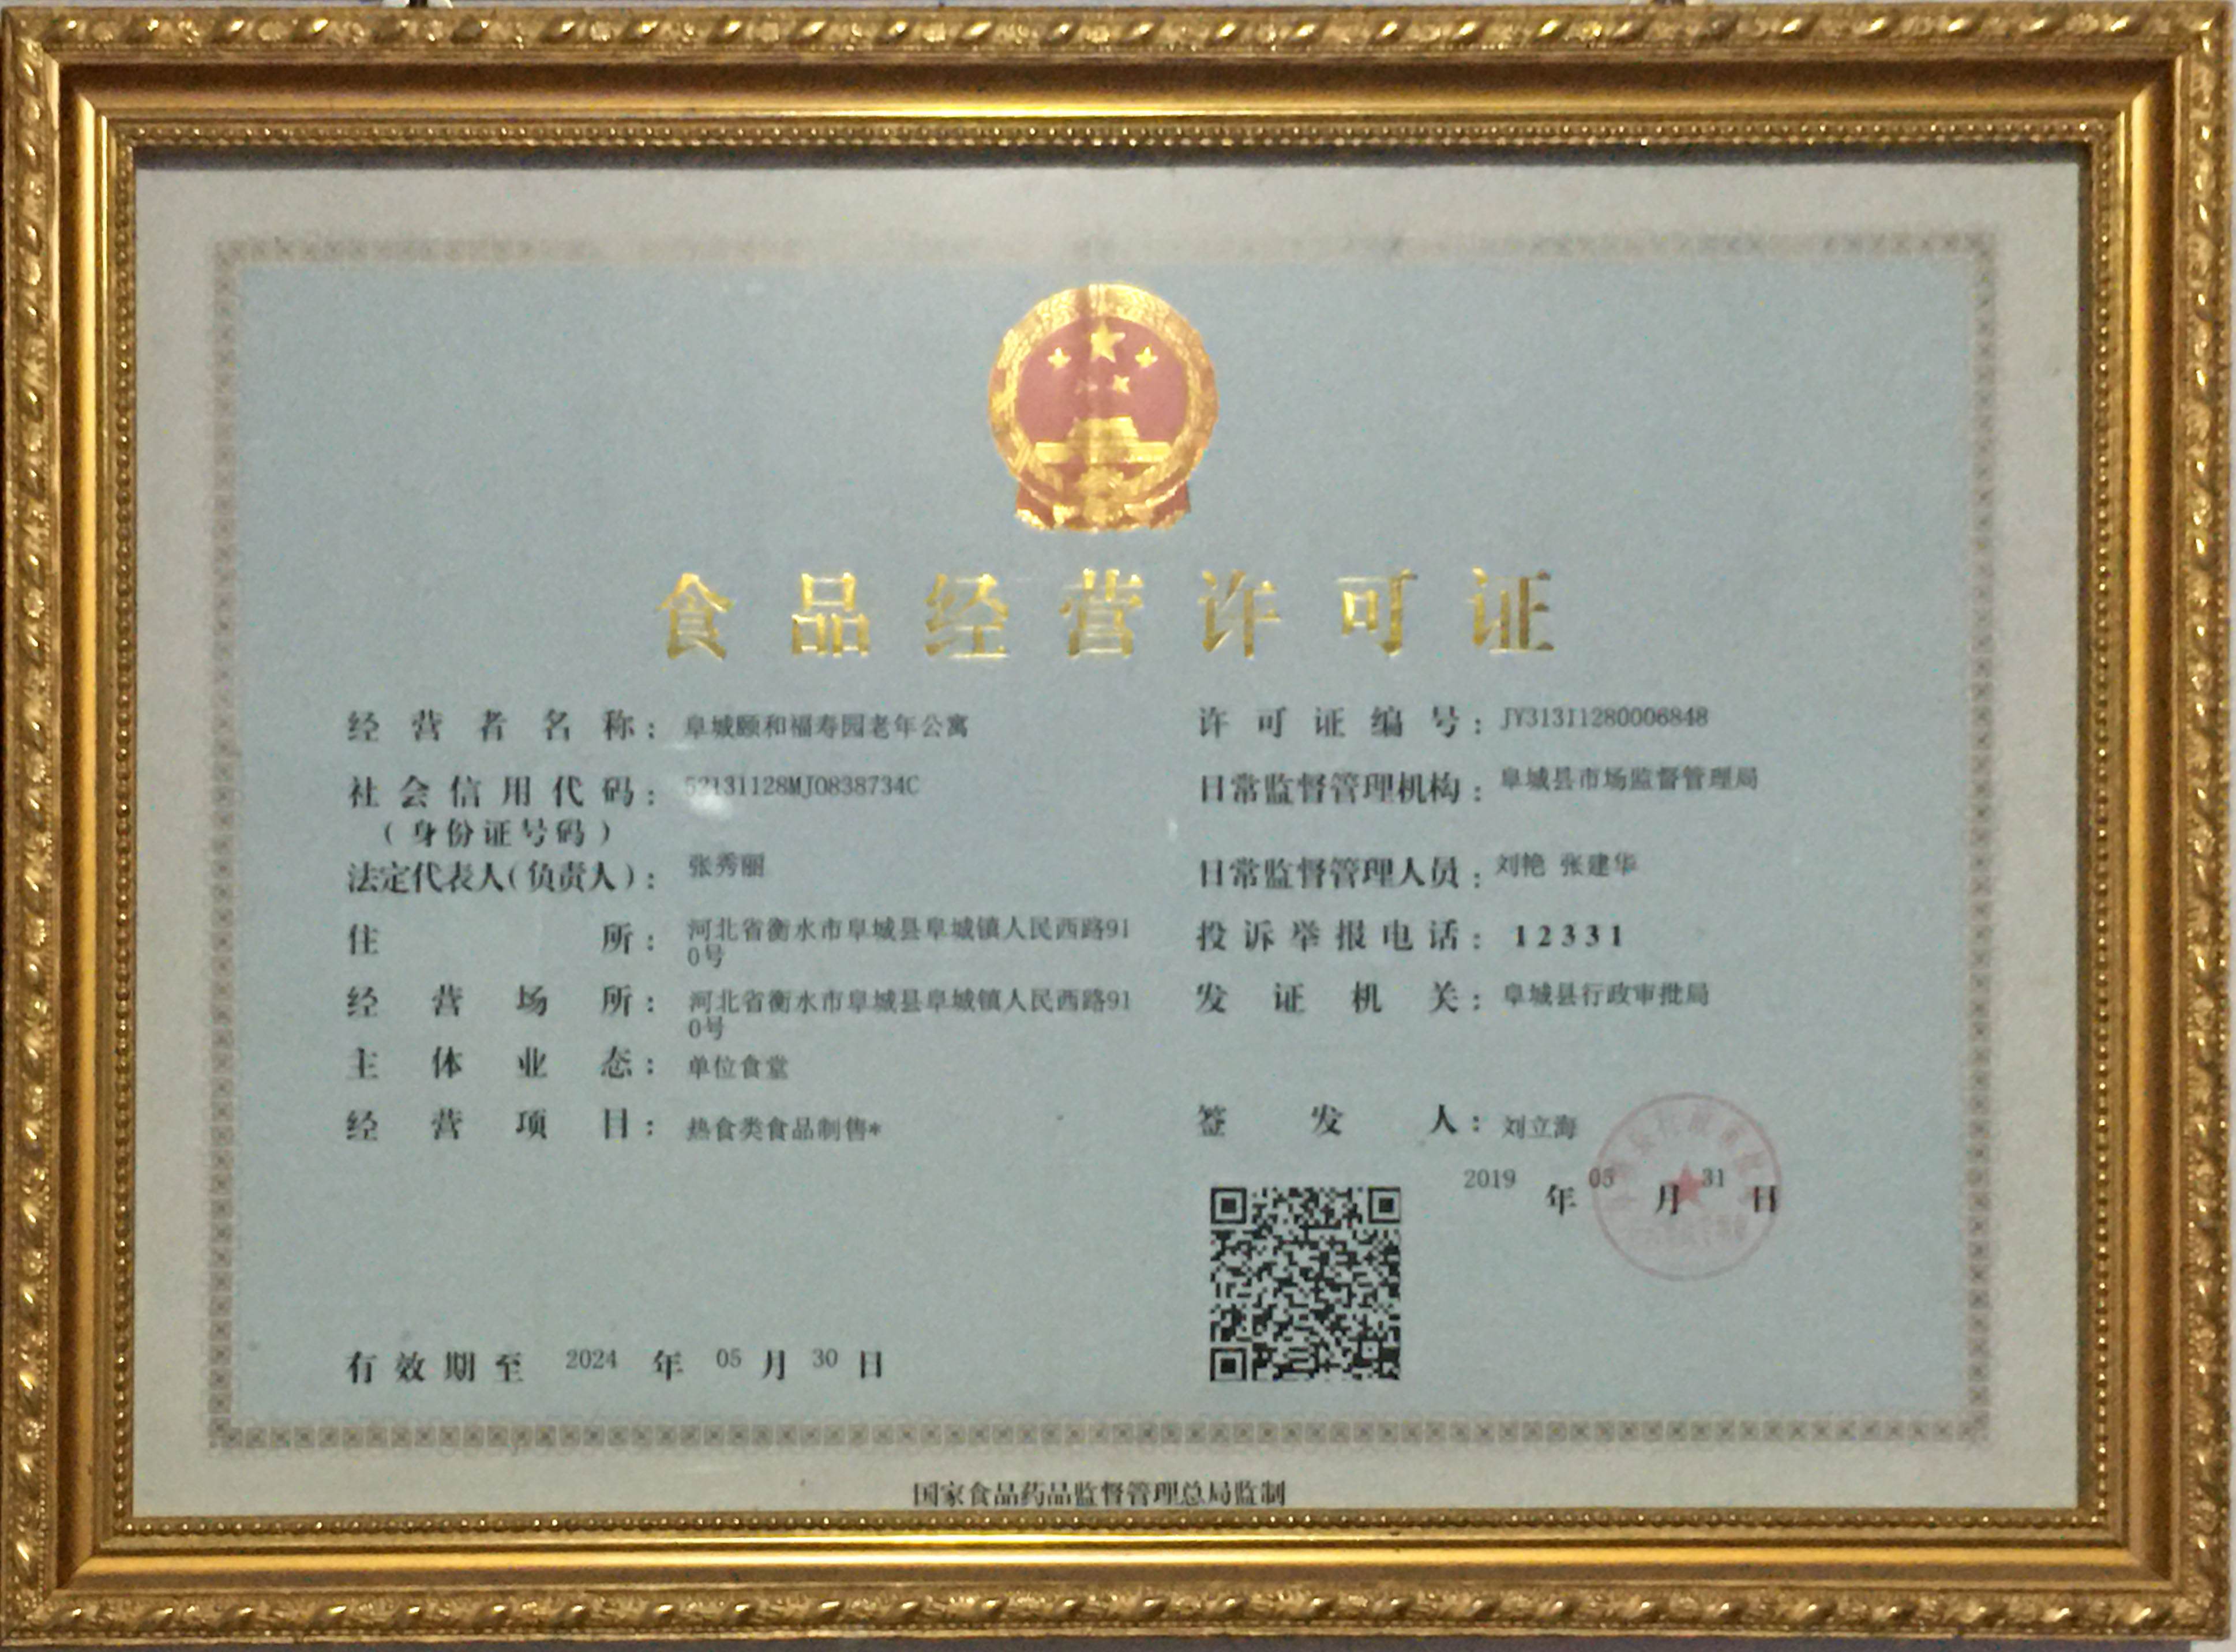 食品经营许可证
经营者名称：阜城颐和福寿园老年公寓
社会信用代码：52131128MJ0838734C
（身份证号码）
法定代表人（负责人）：张秀丽
住所：河北省衡水市阜城县阜城镇人民西路91
0号
经营场所：河北省衡水市阜城县阜城镇人民西路91
0号
主体业态：单位食堂
经营项目：热食类食品制售*
有效期至 2024 年 05 月 30 日
许可证编号：JY31311280006848
日常监督管理机构：阜城县市场监督管理局
日常监督管理人员：刘艳 张建华
投诉举报电话：12331
发证机关：阜城县行政审批局
签发人：刘立海
2019 年 05 月 31 日
国家食品药品监督管理总局监制